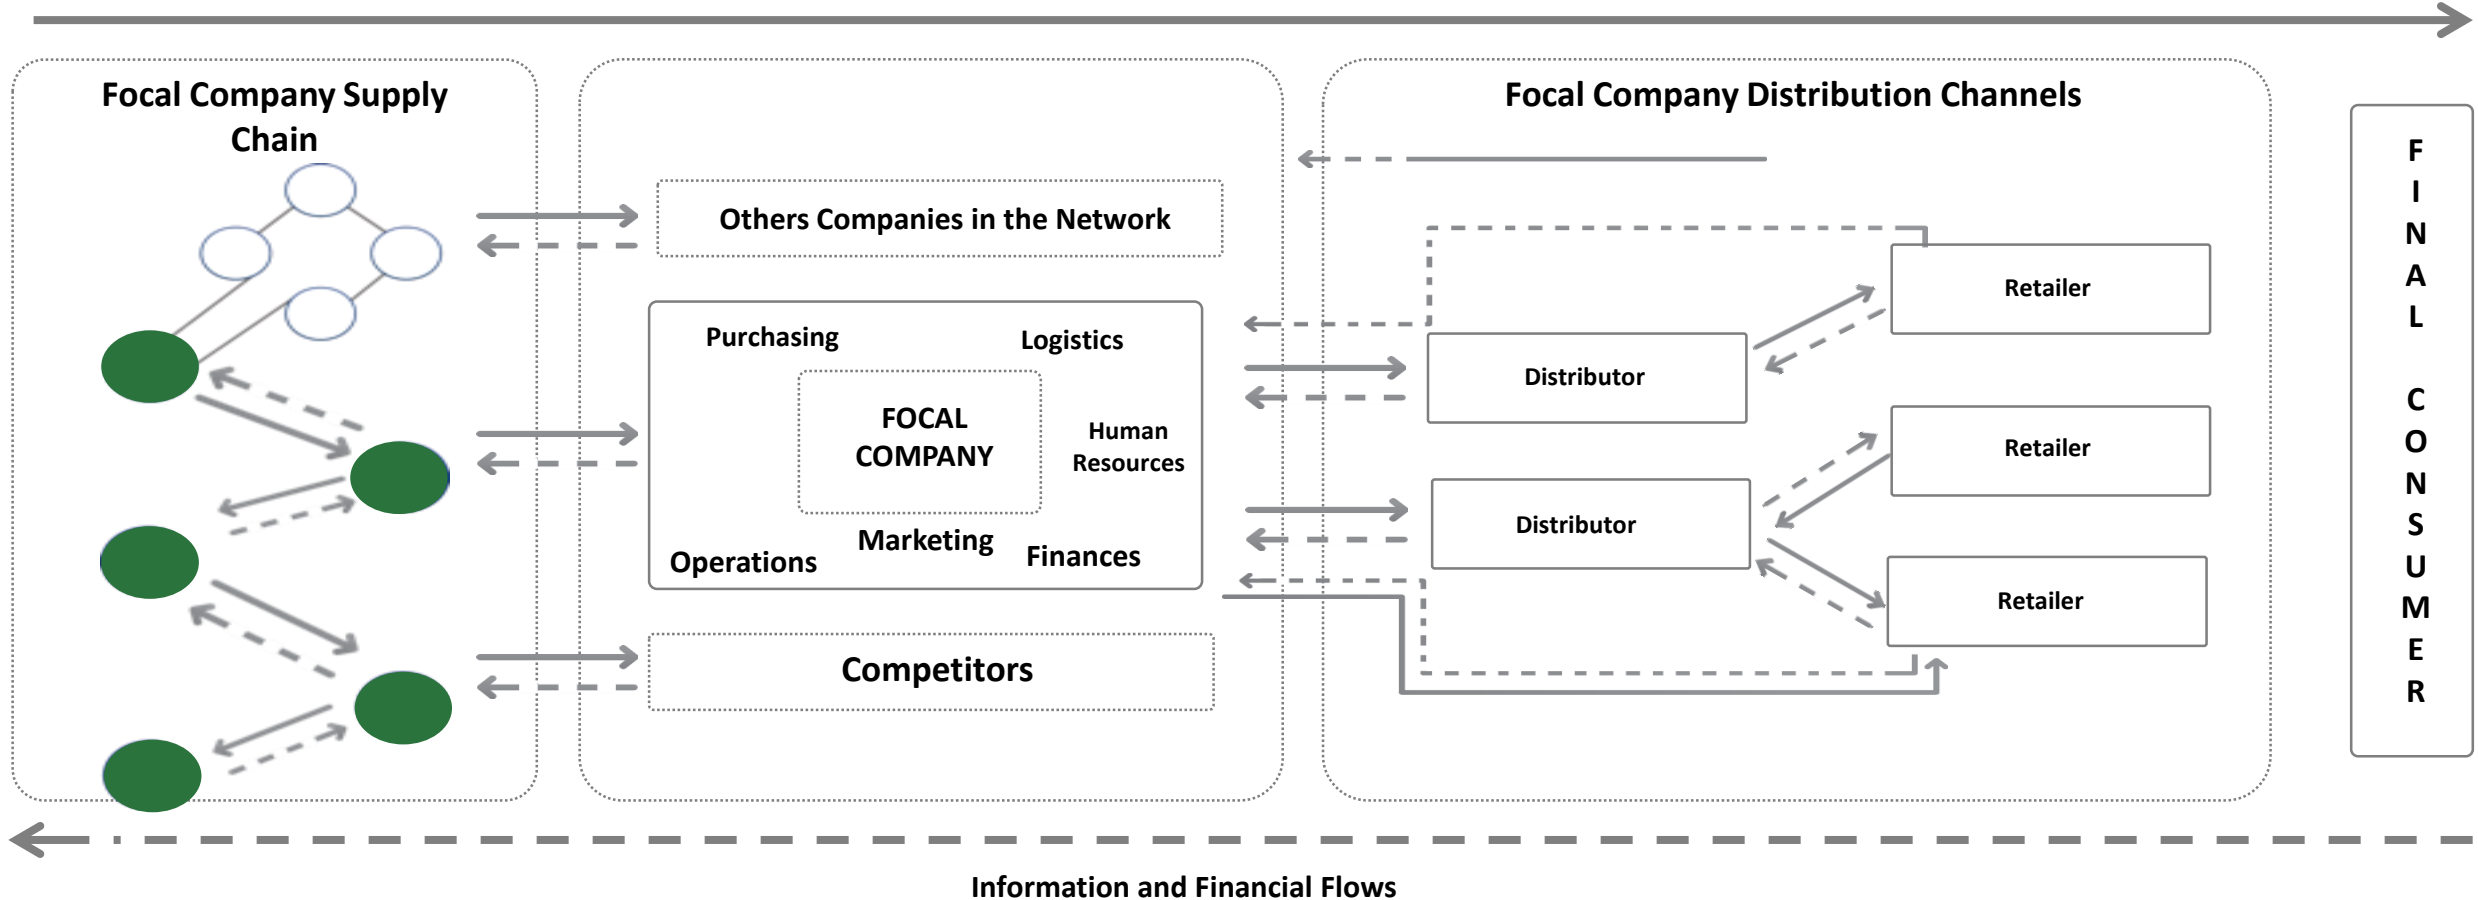 Focal Company Supply
Chain
Focal Company Distribution Channels
Others Companies in the Network
Purchasing
Logistics
FOCAL
COMPANY
Human
Resources
Marketing
Operations
Finances
Competitors
Distributor
Distributor
Retailer
Retailer
Retailer
F
I
N
A
L
C
O
N
S
U
M
E
R
Information and Financial Flows